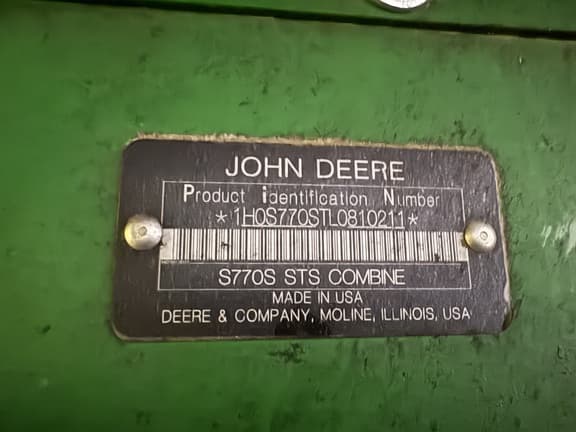 JOHN DEERE
Product Identification Number
*1H0S770STL0810211*
S770S STS COMBINE
MADE IN USA
DEERE & COMPANY, MOLINE, ILLINOIS, USA